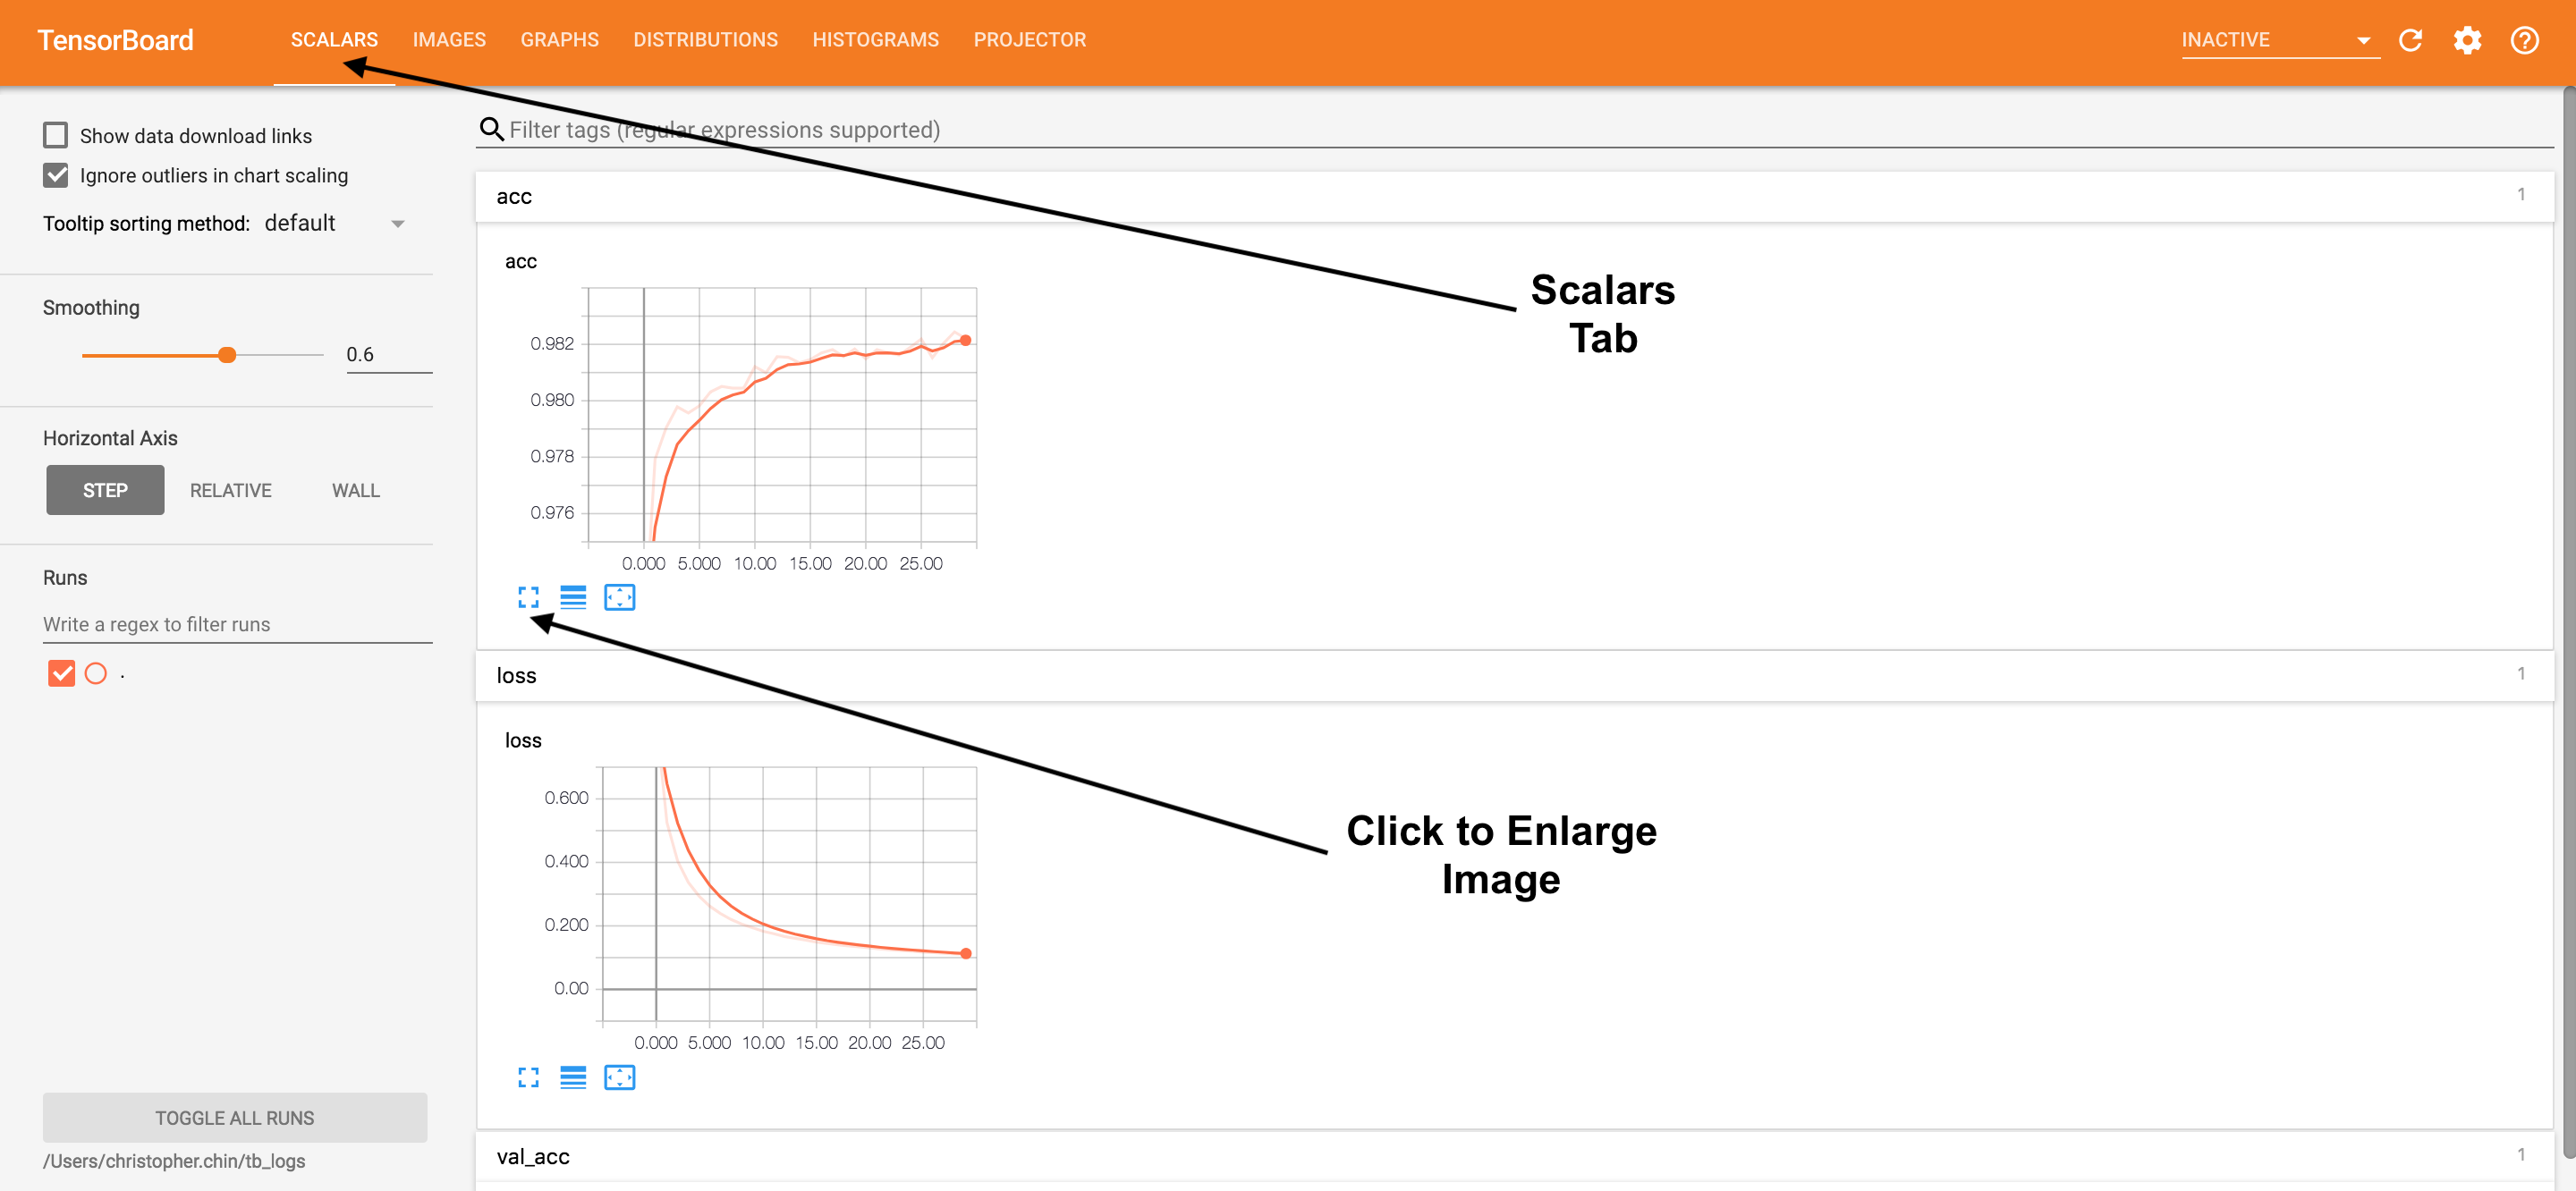 TensorBoard
SCALARS IMAGES GRAPHS DISTRIBUTIONS HISTOGRAMS PROJECTOR
INACTIVE
Show data download links
Ignore outliers in chart scaling
Tooltip sorting method: default
Smoothing
0.6
Horizontal Axis
STEP RELATIVE WALL
Runs
Write a regex to filter runs
.
TOGGLE ALL RUNS
/Users/christopher.chin/tb_logs
Filter tags (regular expressions supported)
acc 1
acc
0.982
0.980
0.978
0.976
0.000 5.000 10.00 15.00 20.00 25.00
Scalars
Tab
loss 1
loss
0.600
0.400
0.200
0.00
0.000 5.000 10.00 15.00 20.00 25.00
Click to Enlarge
Image
val_acc 1